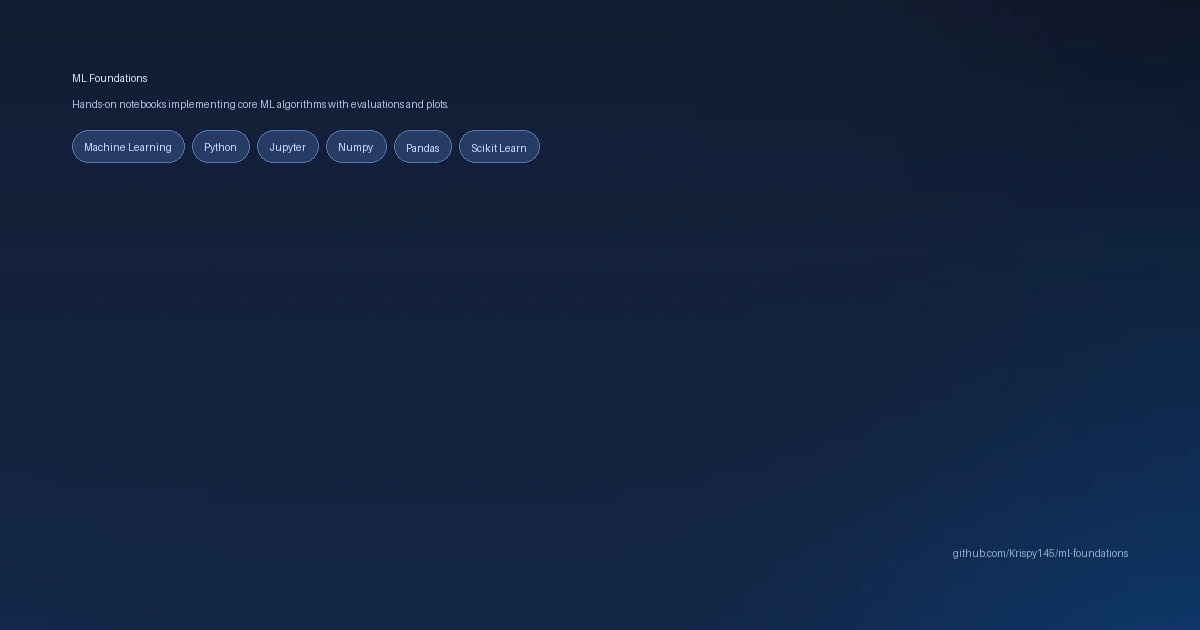 ML Foundations
Hands-on notebooks implementing core ML algorithms with evaluations and plots.
Machine Learning Python Jupyter Numpy Pandas Scikit Learn
github.com/Krispy145/ml-foundations